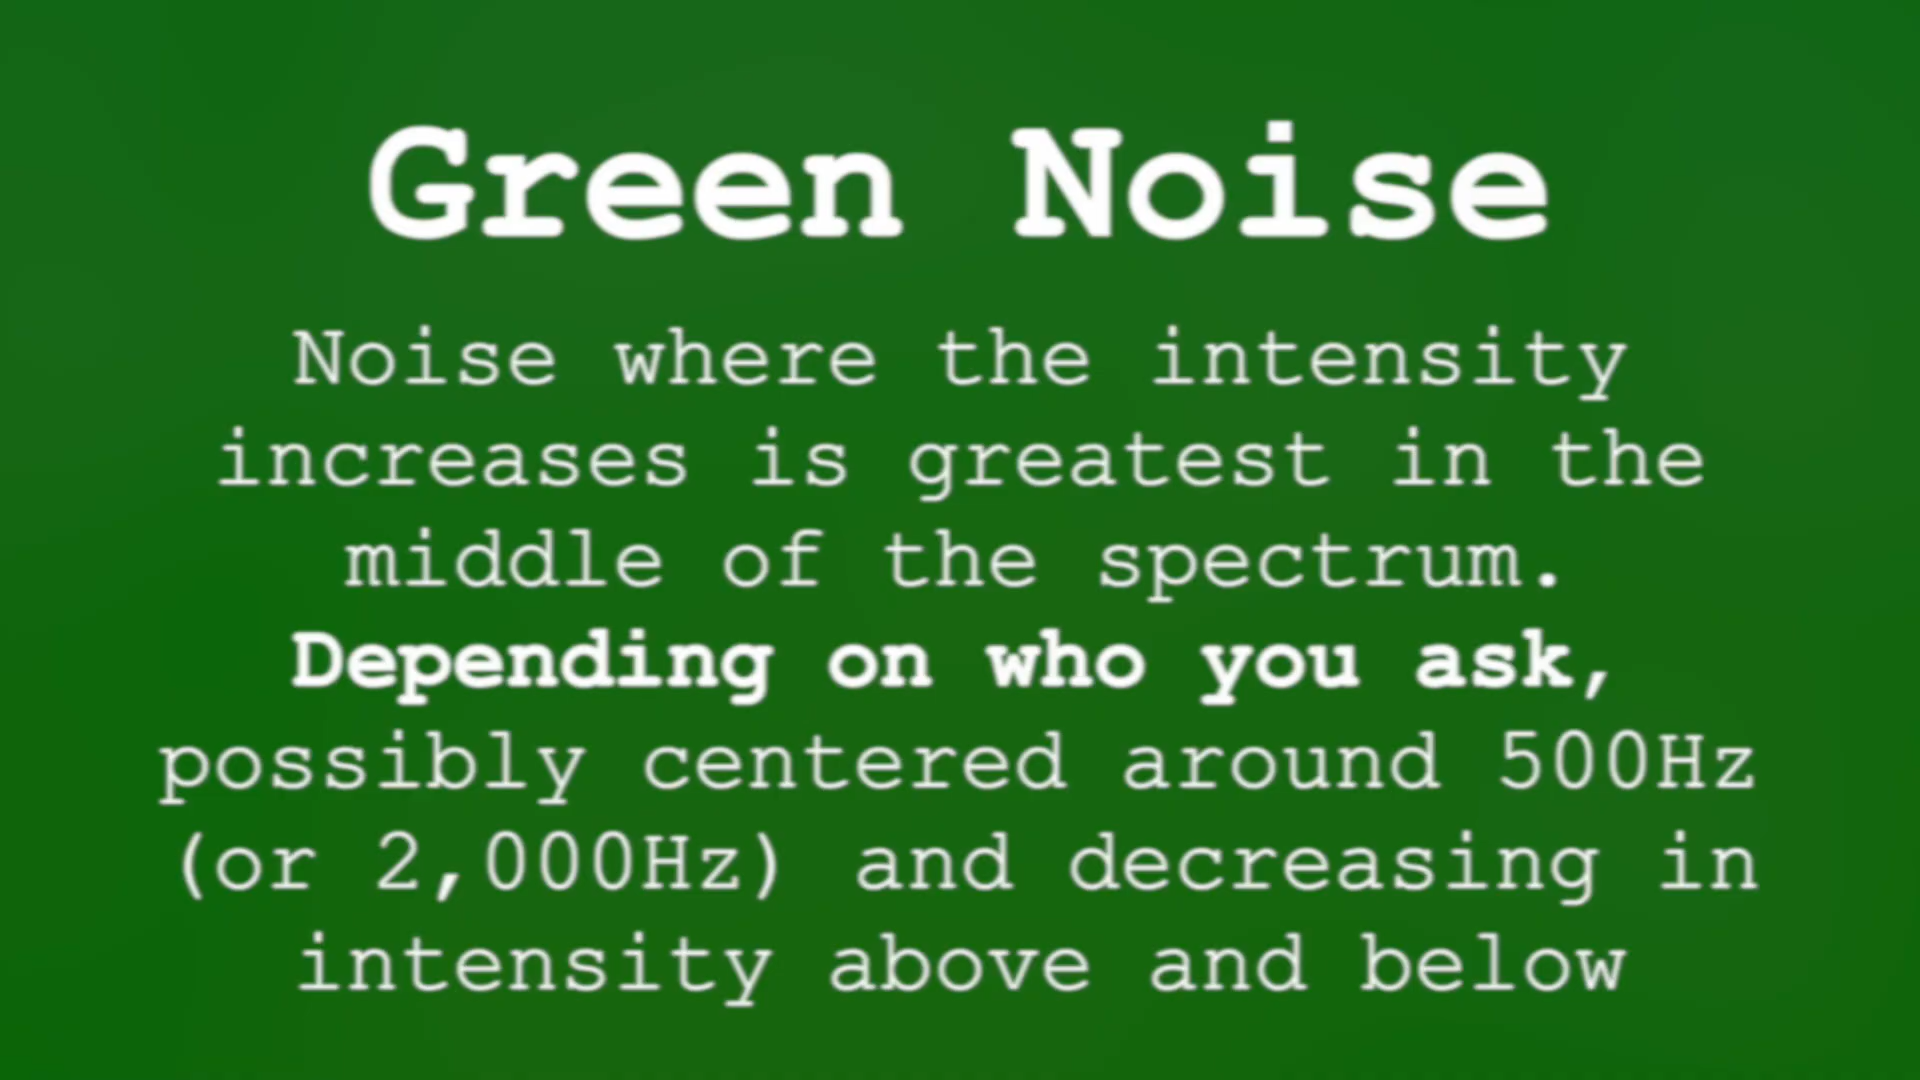 Green Noise
Noise where the intensity
increases is greatest in the
middle of the spectrum.
Depending on who you ask,
possibly centered around 500Hz
(or 2,000Hz) and decreasing in
intensity above and below